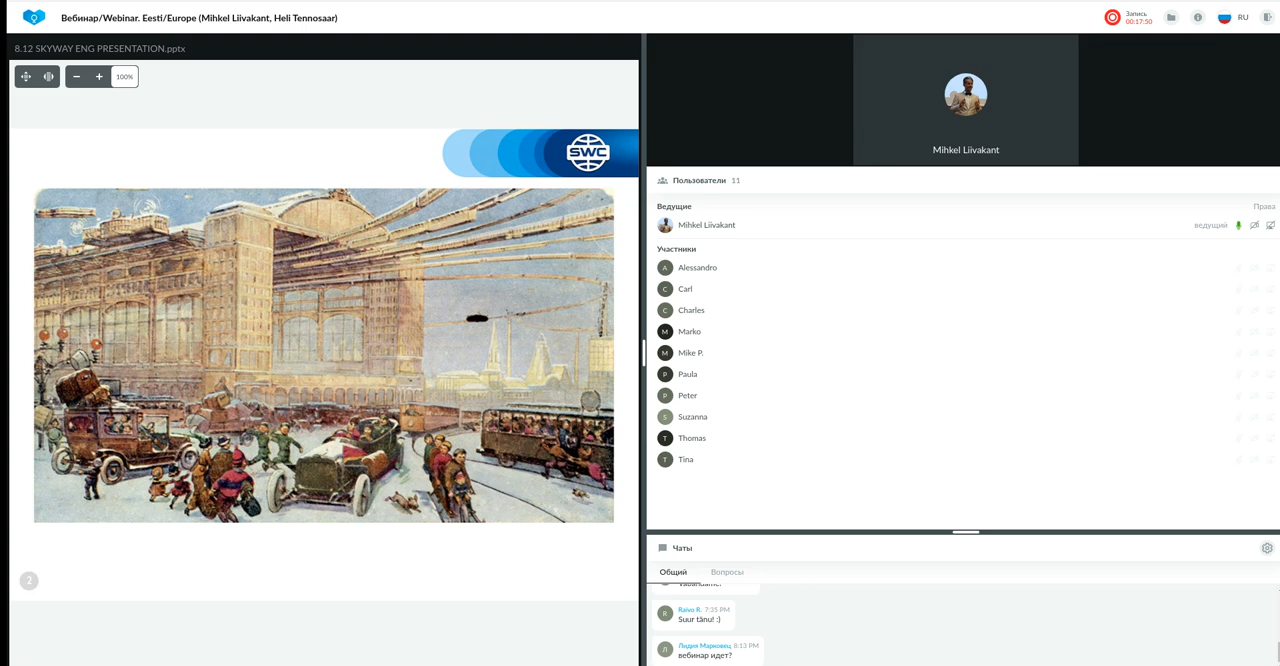 Вебинар/Webinar. Eesti/Europe (Mihkel Liivakant, Heli Tennosaar)
Запись
00:17:50
RU
8.12 SKYWAY ENG PRESENTATION.pptx
100%
SWC
2
Mihkel Liivakant
Пользователи 11
Ведущие Права
Mihkel Liivakant ведущий
Участники
A Alessandro
C Carl
C Charles
M Marko
M Mike P.
P Paula
P Peter
S Suzanna
T Thomas
T Tina
Чаты
Общий Вопросы
Vabandame!
R Raivo R. 7:35 PM
Suur tänu! :)
Л Лидия Марковец 8:13 PM
вебинар идет?